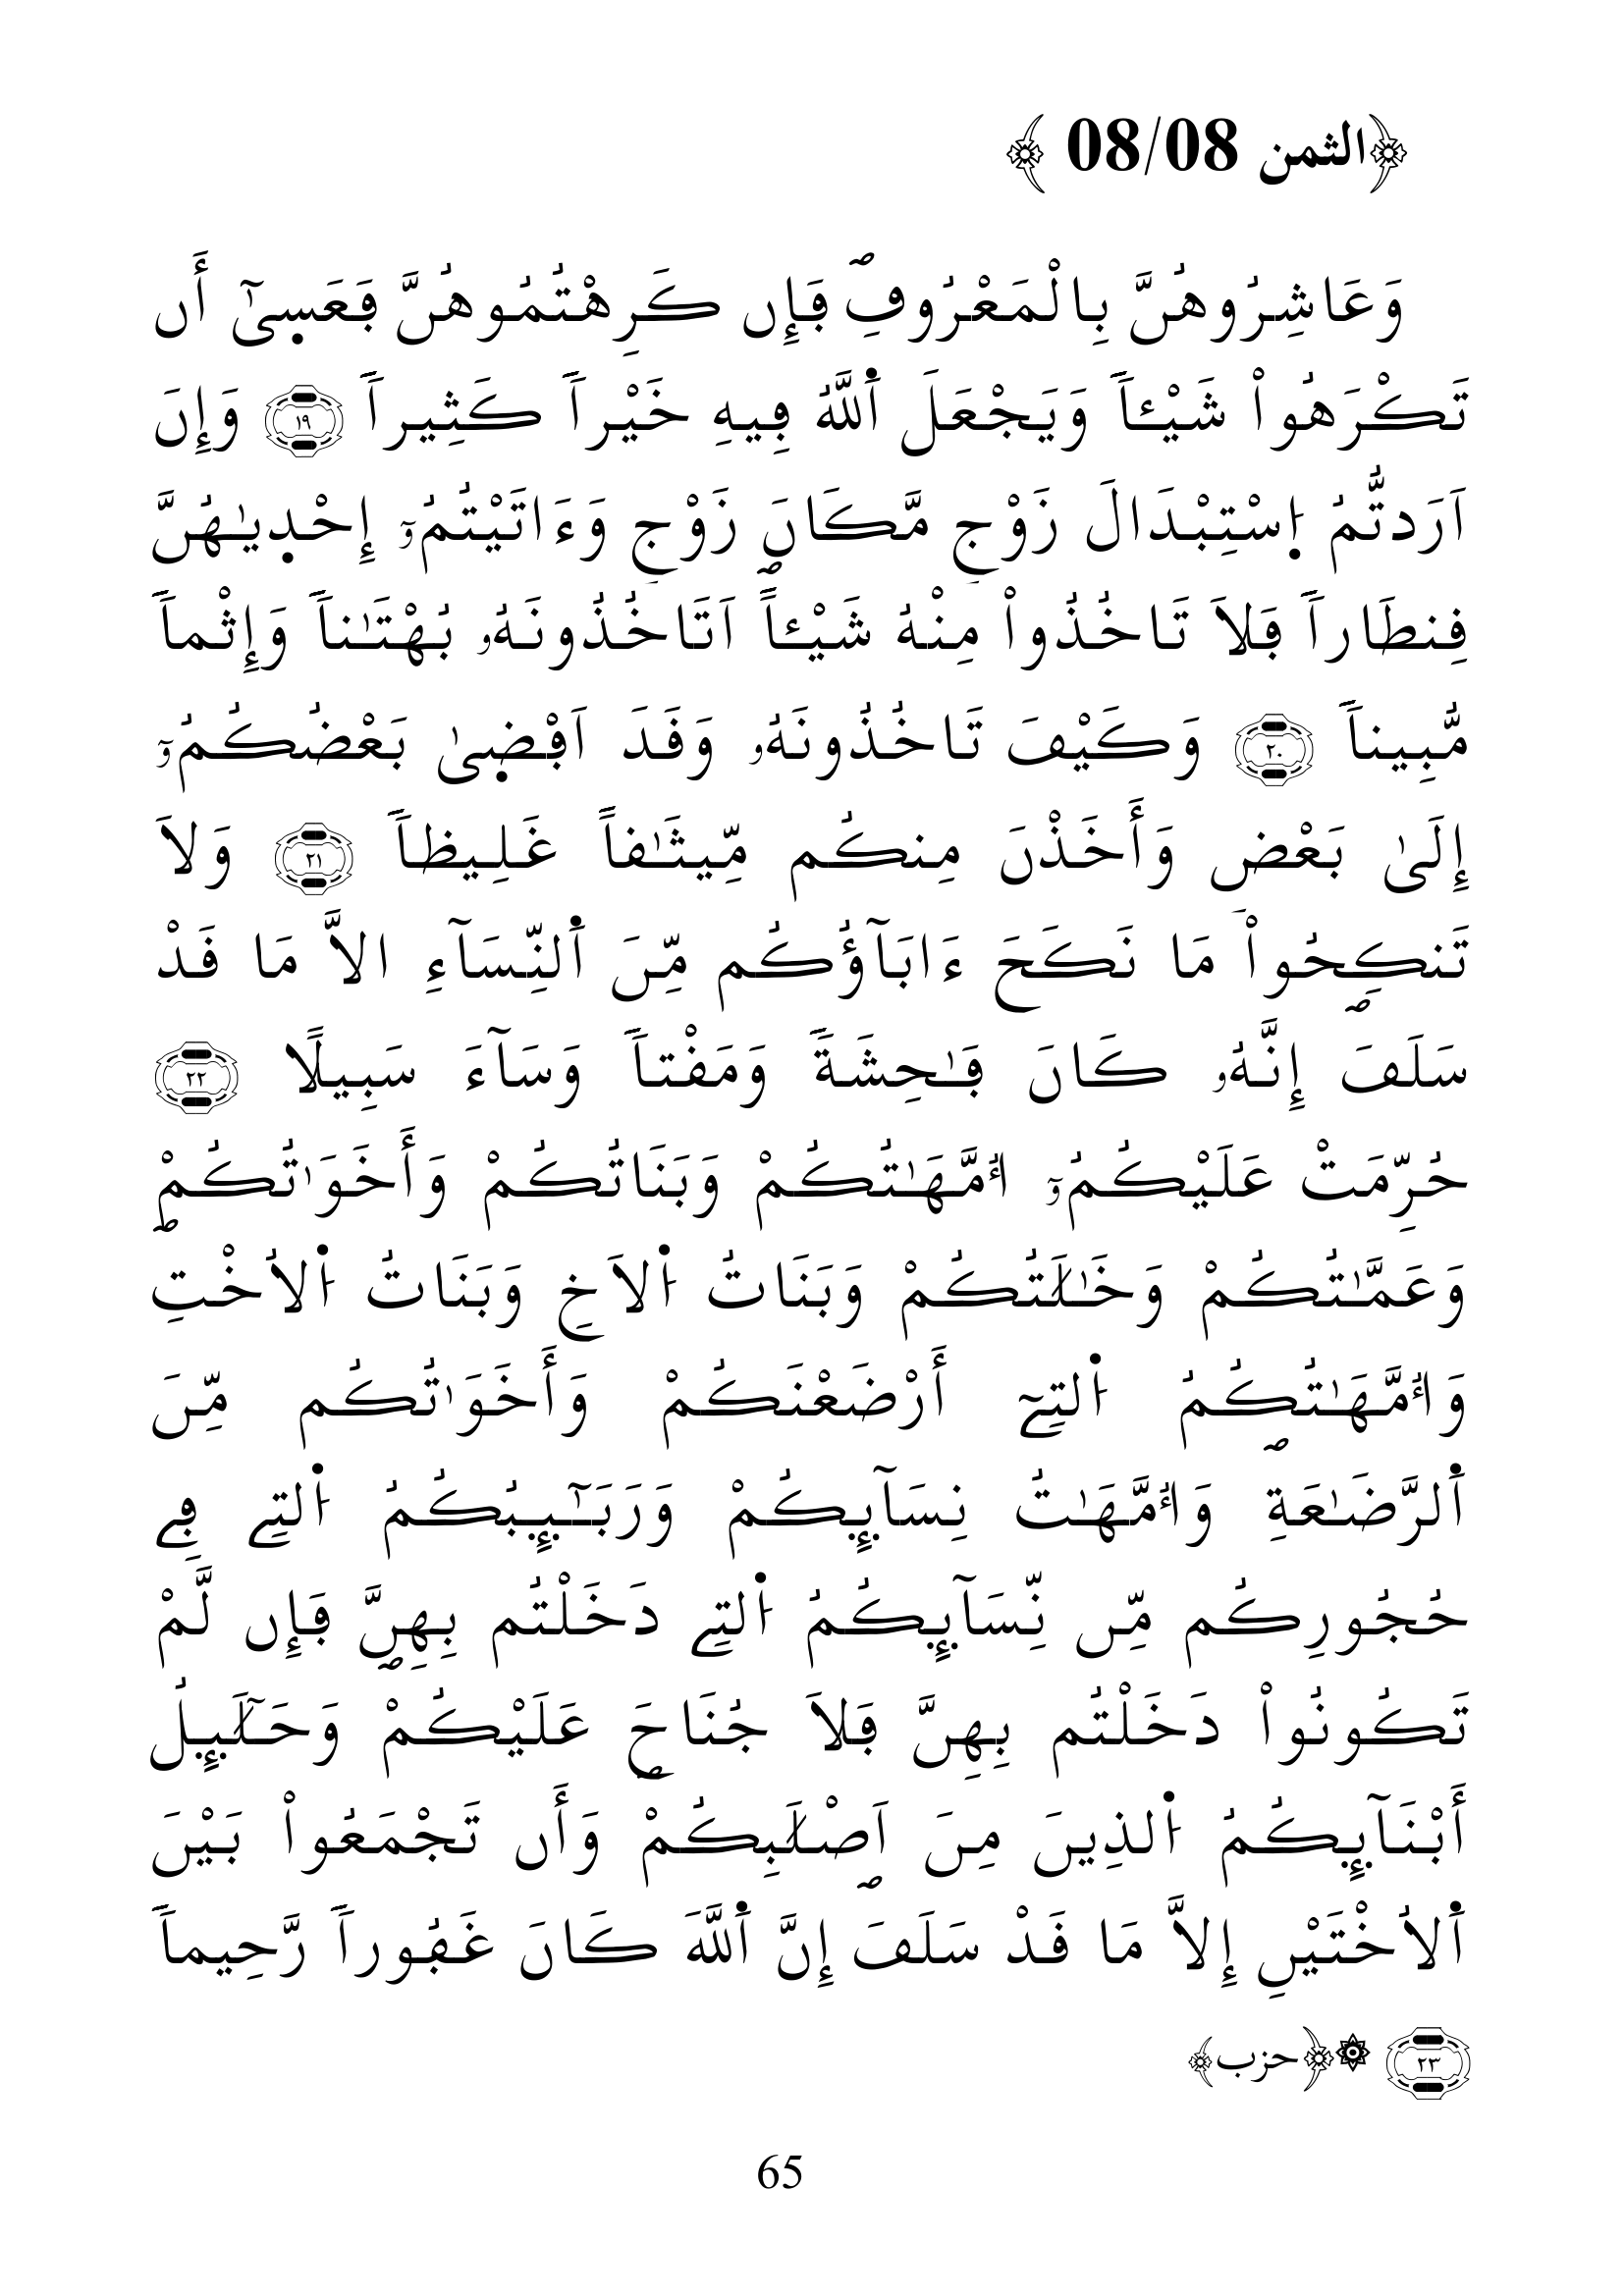 ﴿الثمن 08/08 ﴾
وَعَاشِرُوهُنَّ بِالْمَعْرُوفِۖ فَإِن كَرِهْتُمُوهُنَّ فَعَس۪ىٰٓ أَن
تَكْرَهُواْ شَيْـٔاَ وَيَجْعَلَ اَ۬للَّهُ فِيهِ خَيْراَ كَثِيراَۖ ١٩ وَإِنَ
اَرَدتُّمُ اِ۪سْتِبْدَالَ زَوْجٖ مَّكَانَ زَوْجٖ وَءَاتَيْتُمُۥٓ إِحْد۪يٰهُنَّ
قِنطَاراَ فَلاَ تَاخُذُواْ مِنْهُ شَيْـٔاًۖ اَتَاخُذُونَهُۥ بُهْتَٰناَ وَإِثْماَ
مُّبِيناَۖ ٢٠ وَكَيْفَ تَاخُذُونَهُۥ وَقَدَ اَفْض۪ىٰ بَعْضُكُمُۥٓ
إِلَىٰ بَعْضٖ وَأَخَذْنَ مِنكُم مِّيثَٰقاً غَلِيظاَۖ ٢١ وَلاَ
تَنكِحُواْ مَا نَكَحَ ءَابَآؤُكُم مِّنَ اَ۬لنِّسَآءِ الاَّ مَا قَدْ
سَلَفَۖ إِنَّهُۥ كَانَ فَٰحِشَةَ وَمَقْتاَ وَسَآءَ سَبِيلًاۖ ٢٢
حُرِّمَتْ عَلَيْكُمُۥٓ أُمَّهَٰتُكُمْ وَبَنَاتُكُمْ وَأَخَوَٰتُكُمْ
وَعَمَّٰتُكُمْ وَخَٰلَٰتُكُمْ وَبَنَاتُ اُ۬لاَخِ وَبَنَاتُ اُ۬لاُخْتِۖ
وَأُمَّهَٰتُكُمُ اُ۬لتِےٓ أَرْضَعْنَكُمْ وَأَخَوَٰتُكُم مِّنَ
اَ۬لرَّضَٰعَةِۖ وَأُمَّهَٰتُ نِسَآئِكُمْ وَرَبَٰٓئِبُكُمُ اُ۬لتِے فِے
حُجُورِكُم مِّن نِّسَآئِكُمُ اُ۬لتِے دَخَلْتُم بِهِنَّ فَإِن لَّمْ
تَكُونُواْ دَخَلْتُم بِهِنَّ فَلاَ جُنَاحَ عَلَيْكُمْۖ وَحَلَٰٓئِلُ
أَبْنَآئِكُمُ اُ۬لذِينَ مِنَ اَصْلَٰبِكُمْۖ وَأَن تَجْمَعُواْ بَيْنَ
اَ۬لاُخْتَيْنِ إِلاَّ مَا قَدْ سَلَفَۖ إِنَّ اَ۬للَّهَ كَانَ غَفُوراَ رَّحِيماَۖ
٢٣ ۞﴿حزب﴾
65